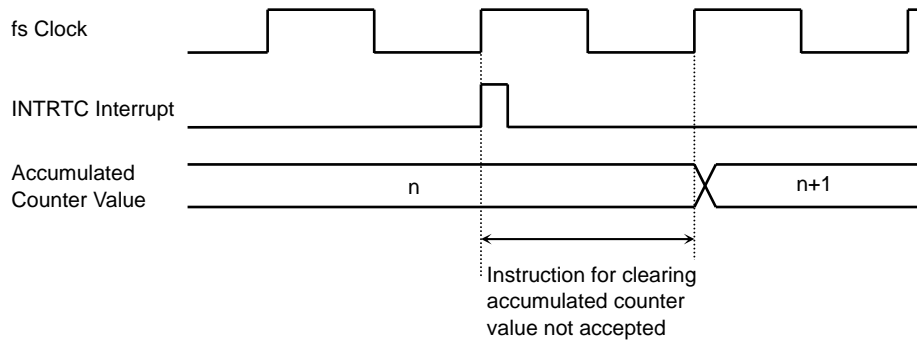 fs Clock
INTRTC Interrupt
Accumulated
Counter Value
n
n+1
Instruction for clearing
accumulated counter
value not accepted